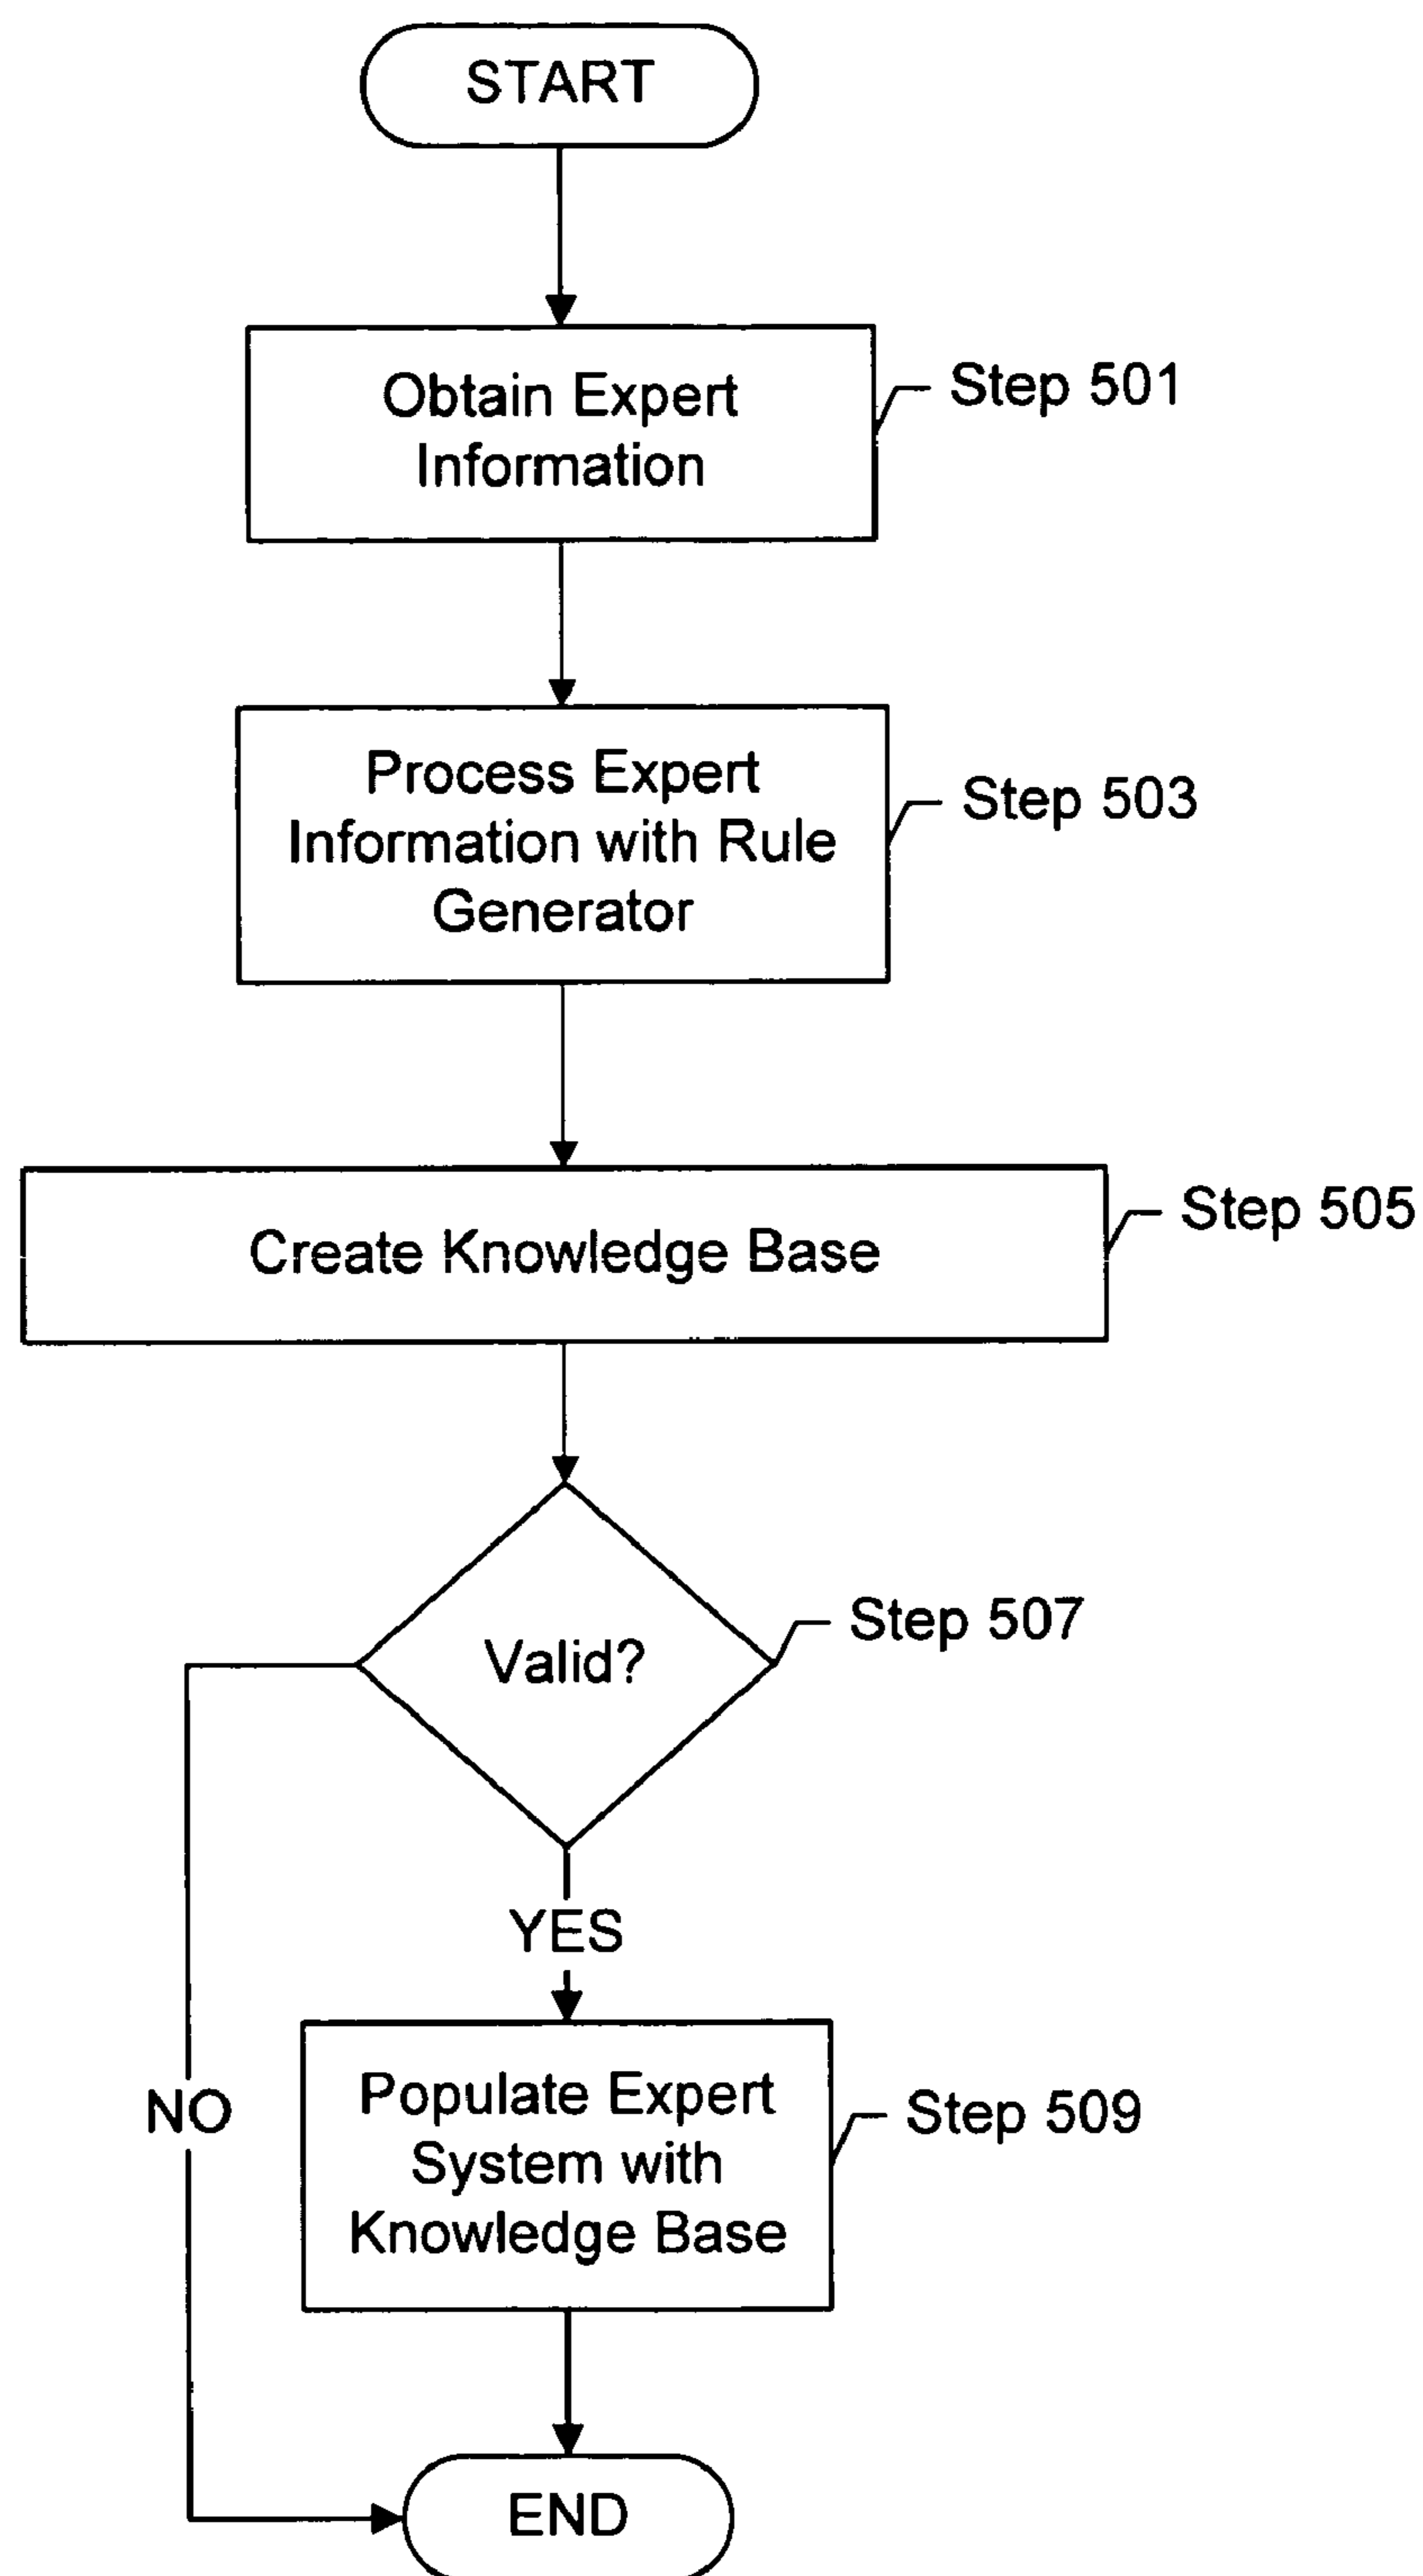 START
Obtain Expert
Information
Step 501
Process Expert
Information with Rule
Generator
Step 503
Create Knowledge Base
Step 505
Valid?
Step 507
YES
NO
Populate Expert
System with
Knowledge Base
Step 509
END